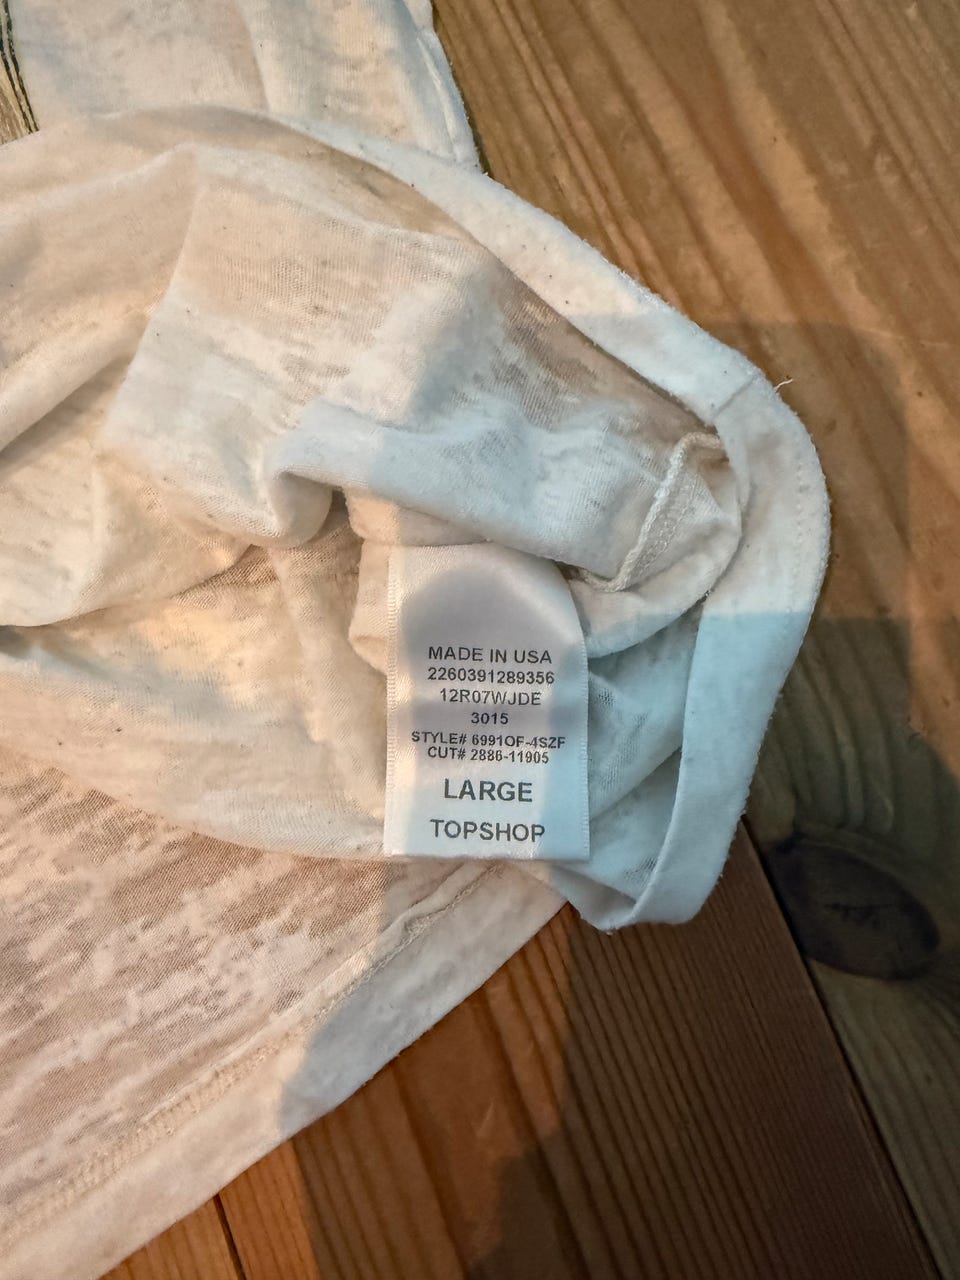 MADE IN USA
2260391289356
12R07WJDE
3015
STYLE# 6991OF-4SZF
CUT# 2886-11905
LARGE
TOPSHOP